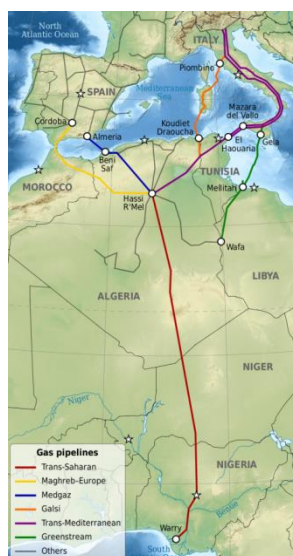 North
Atlantic Ocean
ITALY
Piombino
Mediterranean
Sea
SPAIN
Koudiet
Draoucha
Mazara
del Vallo
Córdoba
Almeria
Beni
Saf
El
Haouaria
Gela
MOROCCO
TUNISIA
Mellitah
Hassi
R'Mel
Wafa
LIBYA
ALGERIA
NIGER
Niger
NIGERIA
Benue
Warry
South
Gas pipelines
Trans-Saharan
Maghreb–Europe
Medgaz
Galsi
Trans-Mediterranean
Greenstream
Others